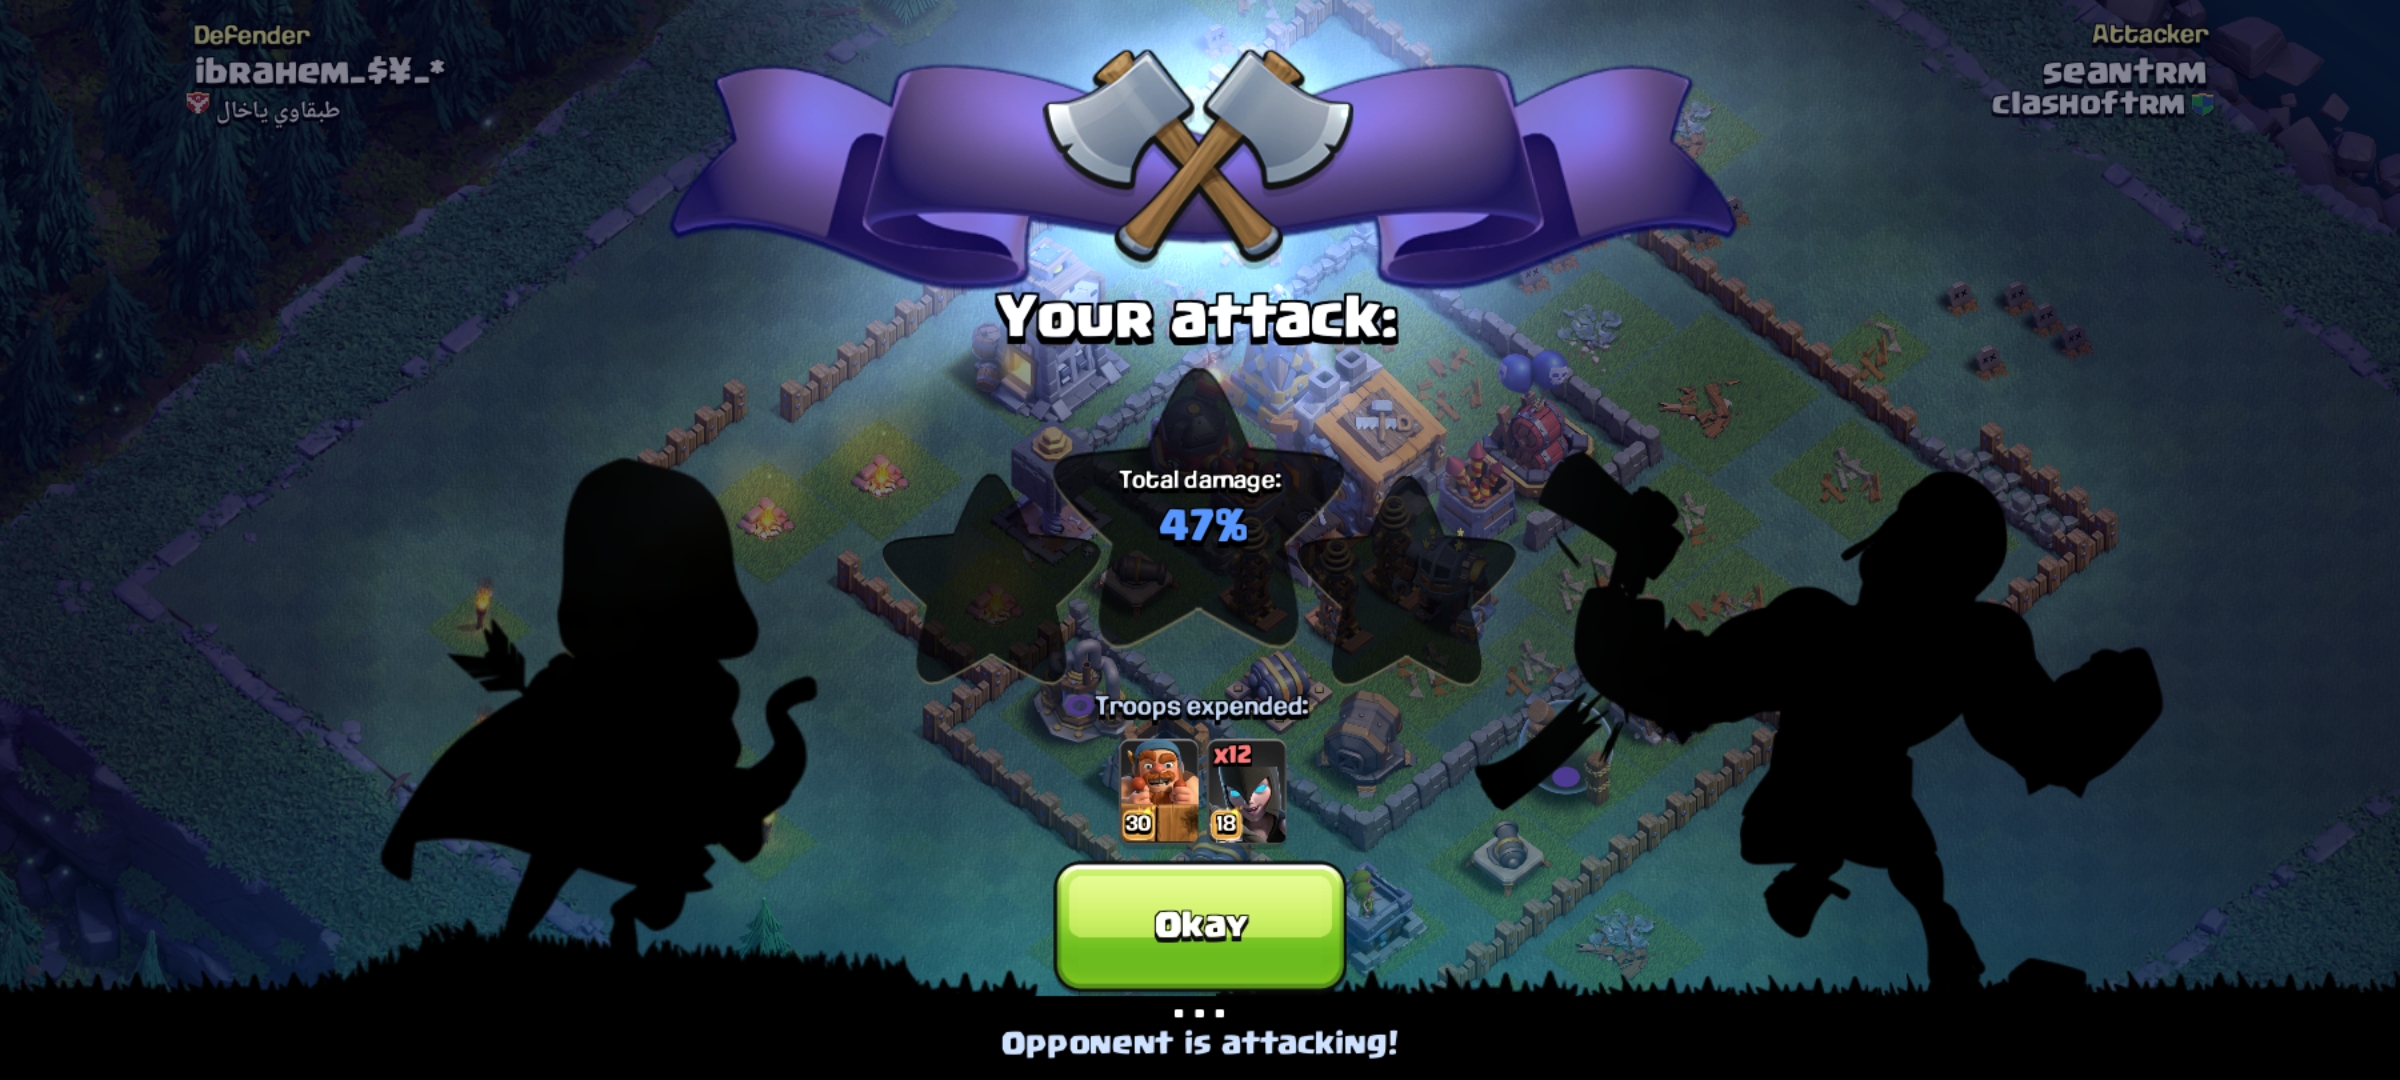 Defender
ibrahem_$¥_*
طبقاوي ياخال
Attacker
seantrm
clashoftrm
Your attack:
Total damage:
47%
Troops expended:
x12
30
18
Okay
...
Opponent is attacking!